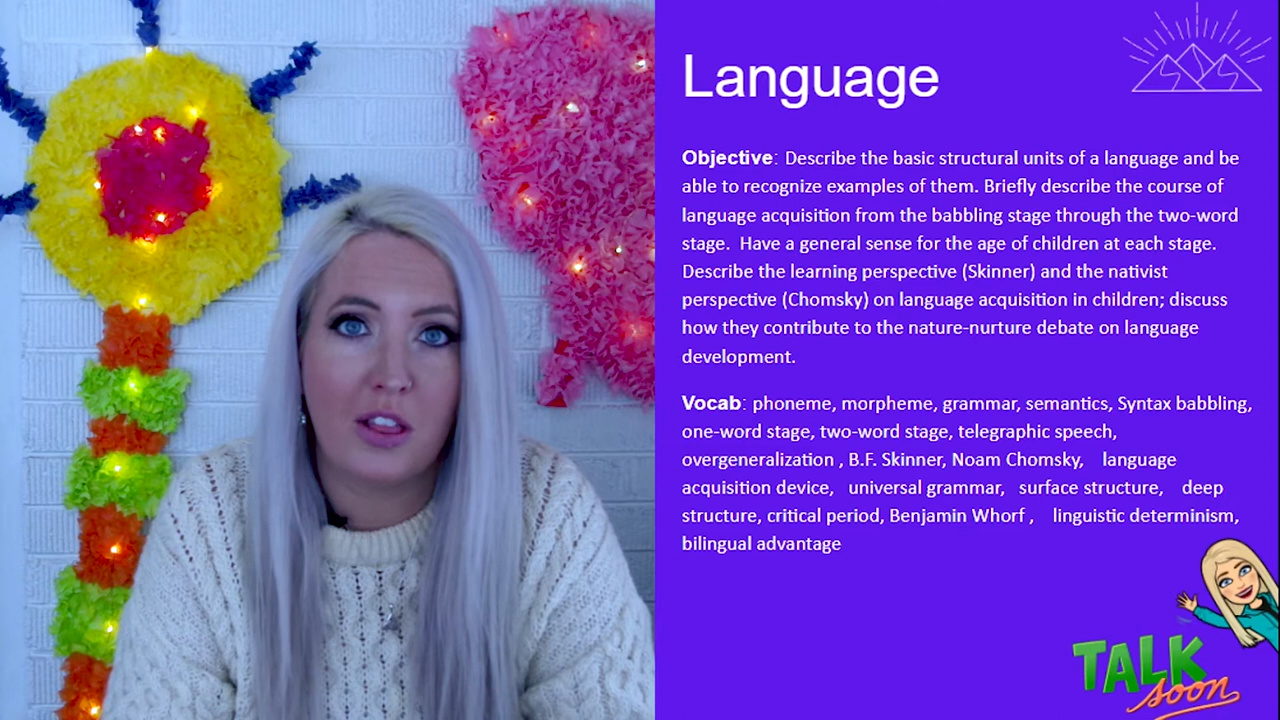 Language
Objective: Describe the basic structural units of a language and be
able to recognize examples of them. Briefly describe the course of
language acquisition from the babbling stage through the two-word
stage.  Have a general sense for the age of children at each stage.
Describe the learning perspective (Skinner) and the nativist
perspective (Chomsky) on language acquisition in children; discuss
how they contribute to the nature-nurture debate on language
development.
Vocab: phoneme, morpheme, grammar, semantics, Syntax babbling,
one-word stage, two-word stage, telegraphic speech,
overgeneralization , B.F. Skinner, Noam Chomsky,   language
acquisition device,   universal grammar,   surface structure,    deep
structure, critical period, Benjamin Whorf ,    linguistic determinism,
bilingual advantage
TALK
soon